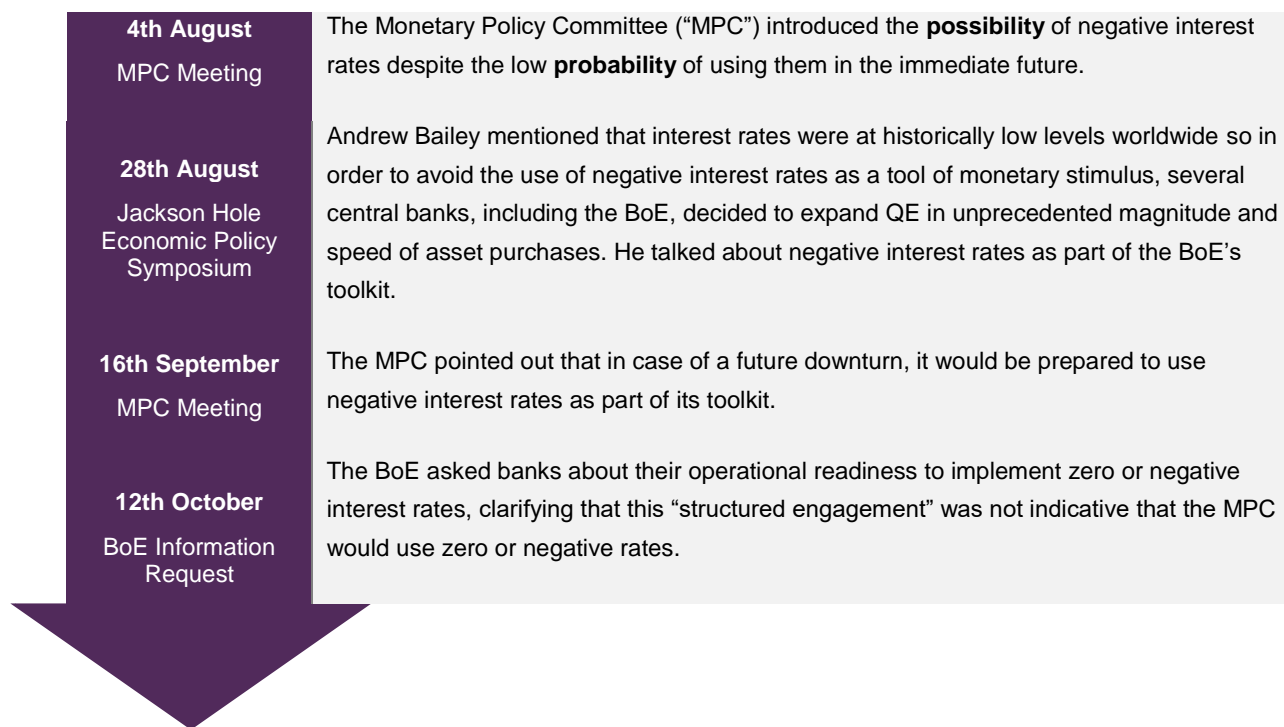 4th August
MPC Meeting
The Monetary Policy Committee (“MPC”) introduced the possibility of negative interest
rates despite the low probability of using them in the immediate future.
28th August
Jackson Hole
Economic Policy
Symposium
Andrew Bailey mentioned that interest rates were at historically low levels worldwide so in
order to avoid the use of negative interest rates as a tool of monetary stimulus, several
central banks, including the BoE, decided to expand QE in unprecedented magnitude and
speed of asset purchases. He talked about negative interest rates as part of the BoE’s
toolkit.
16th September
MPC Meeting
The MPC pointed out that in case of a future downturn, it would be prepared to use
negative interest rates as part of its toolkit.
12th October
BoE Information
Request
The BoE asked banks about their operational readiness to implement zero or negative
interest rates, clarifying that this “structured engagement” was not indicative that the MPC
would use zero or negative rates.